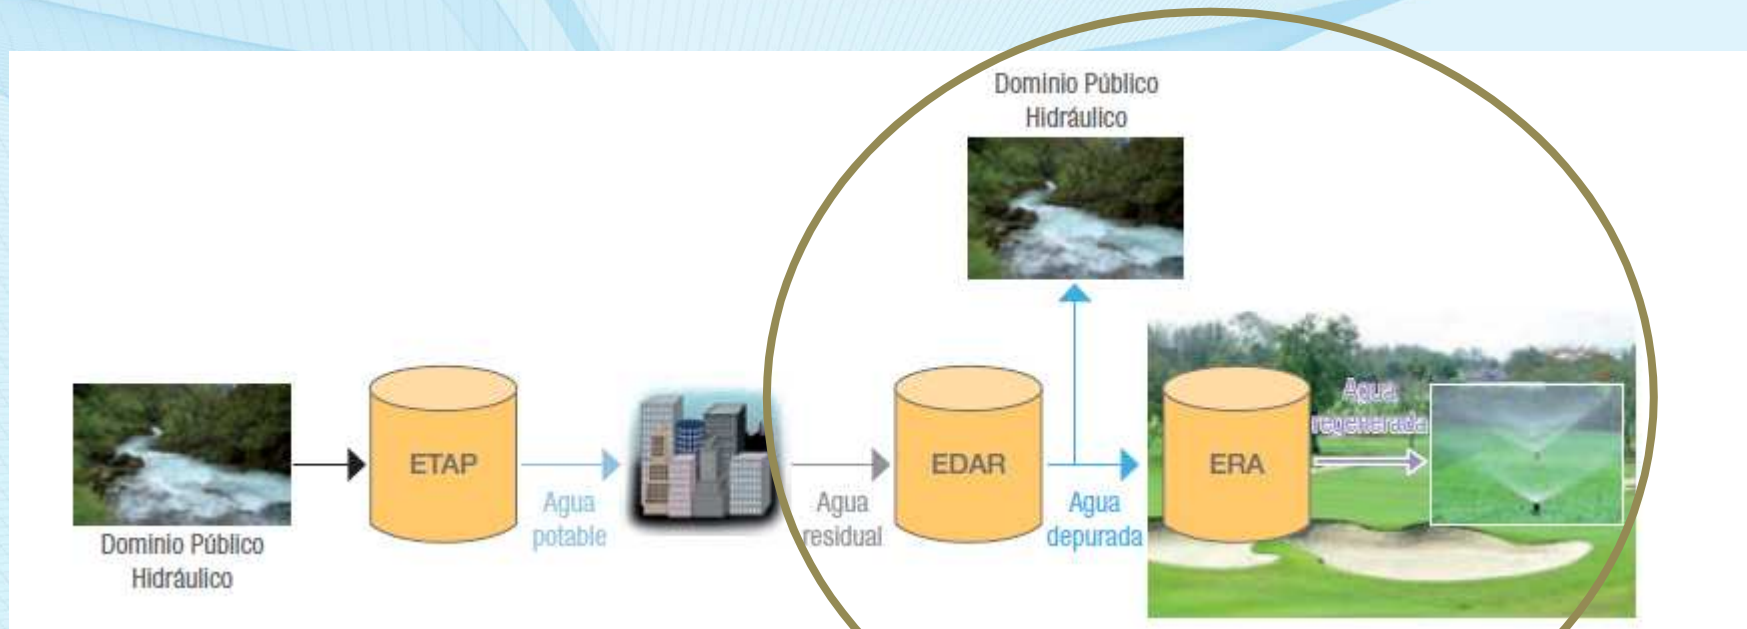 Dominio Público
Hidráulico
ETAP
Agua
potable
Agua
residual
EDAR
Dominio Público
Hidráulico
Agua
depurada
ERA
Agua
regenerada